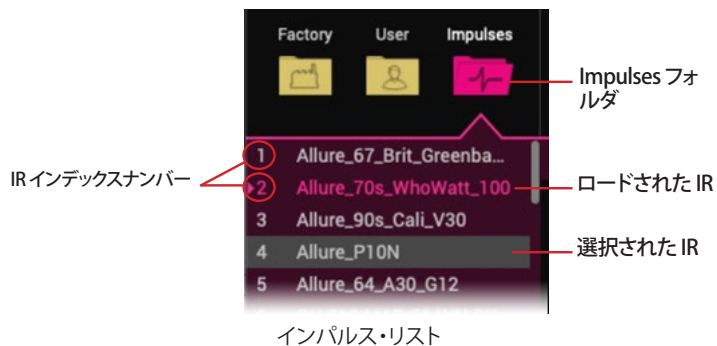 Factory User Impulses
Impulses フォ
ルダ
IR インデックスナンバー
1 Allure_67_Brit_Greenba...
2 Allure_70s_WhoWatt_100
ロードされた IR
3 Allure_90s_Cali_V30
4 Allure_P10N
選択された IR
5 Allure_64_A30_G12
インパルス・リスト